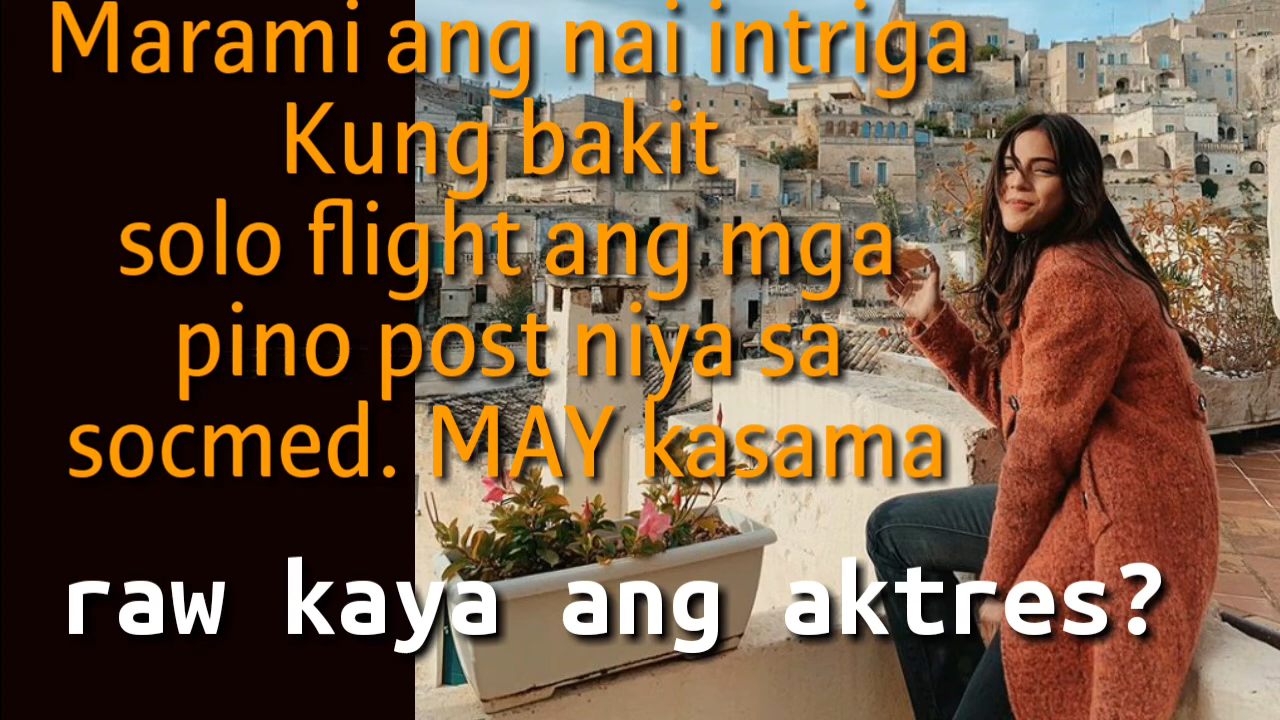 Marami ang nai intriga
Kung bakit
solo flight ang mga
pino post niya sa
socmed. MAY kasama
raw kaya ang aktres?